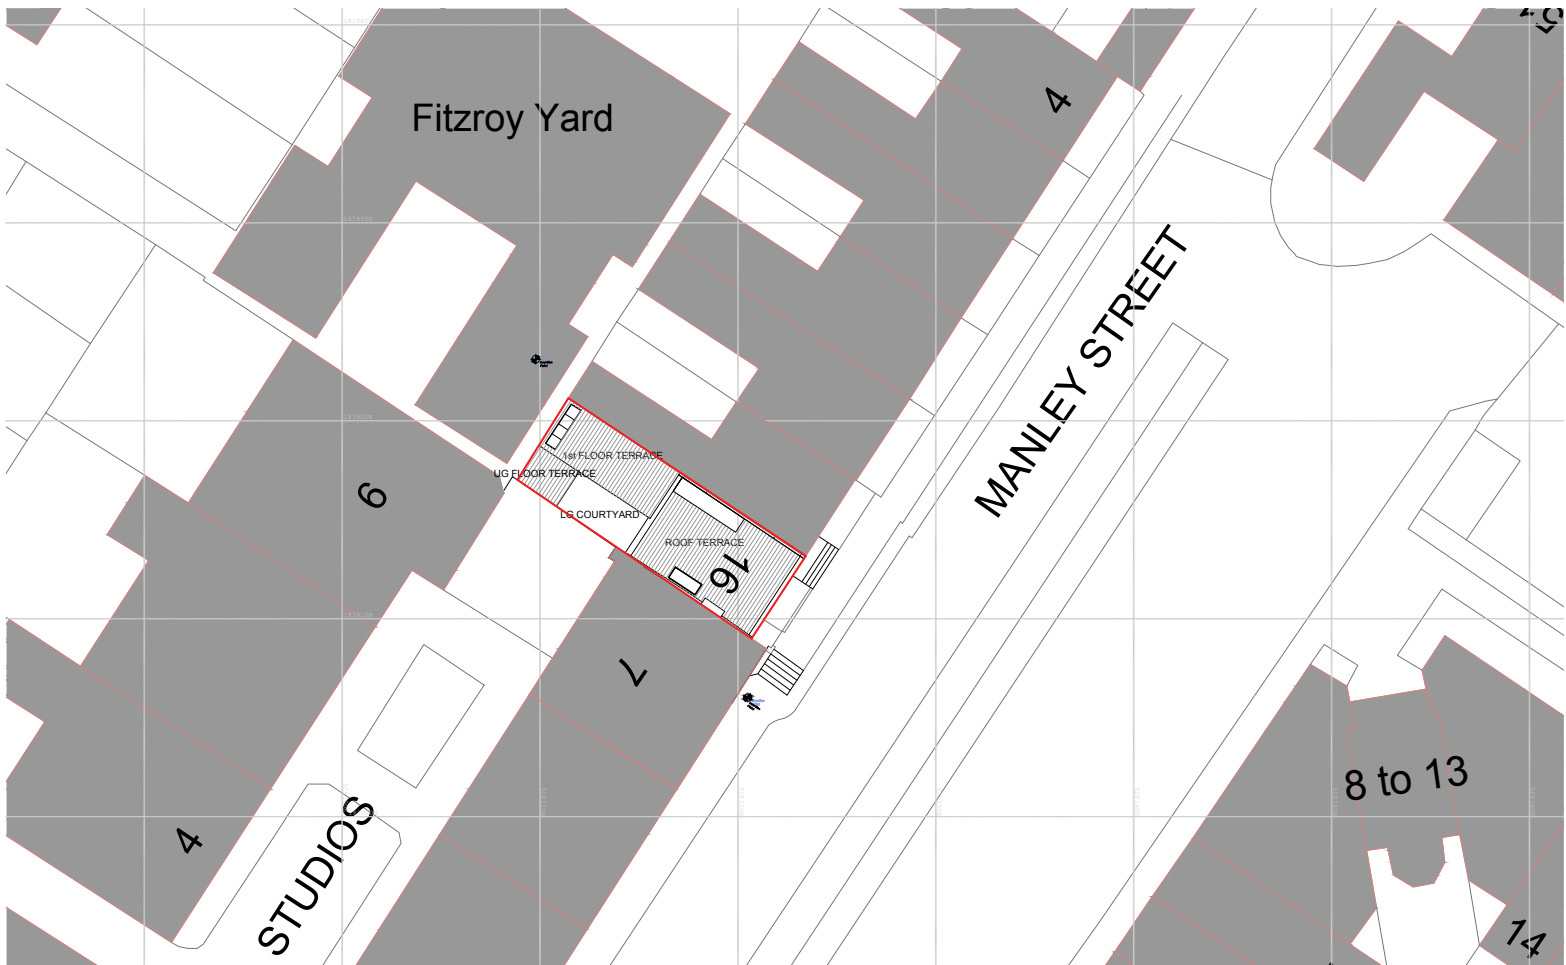 57
Fitzroy Yard
4
MANLEY STREET
1st FLOOR TERRACE
UG FLOOR TERRACE
LG COURTYARD
ROOF TERRACE
16
9
7
8 to 13
4
STUDIOS
14